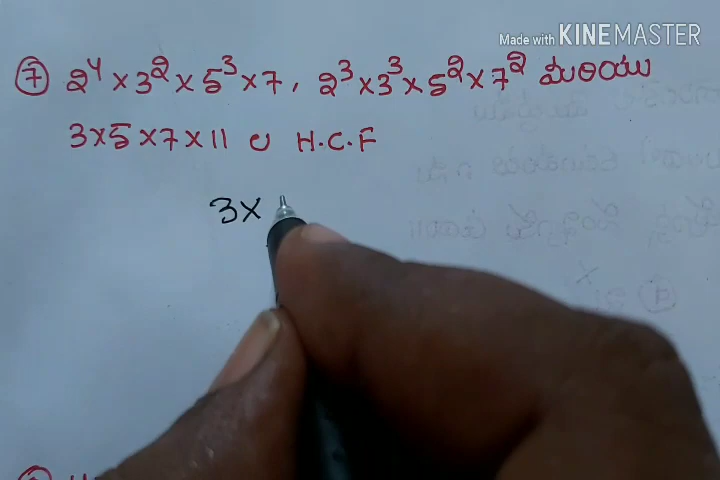 Made with KINEMASTER
⑦ 2⁴ × 3² × 5³ × 7, 2³ × 3³ × 5² × 7² మరియు
3 × 5 × 7 × 11 ల H.C.F
3 ×